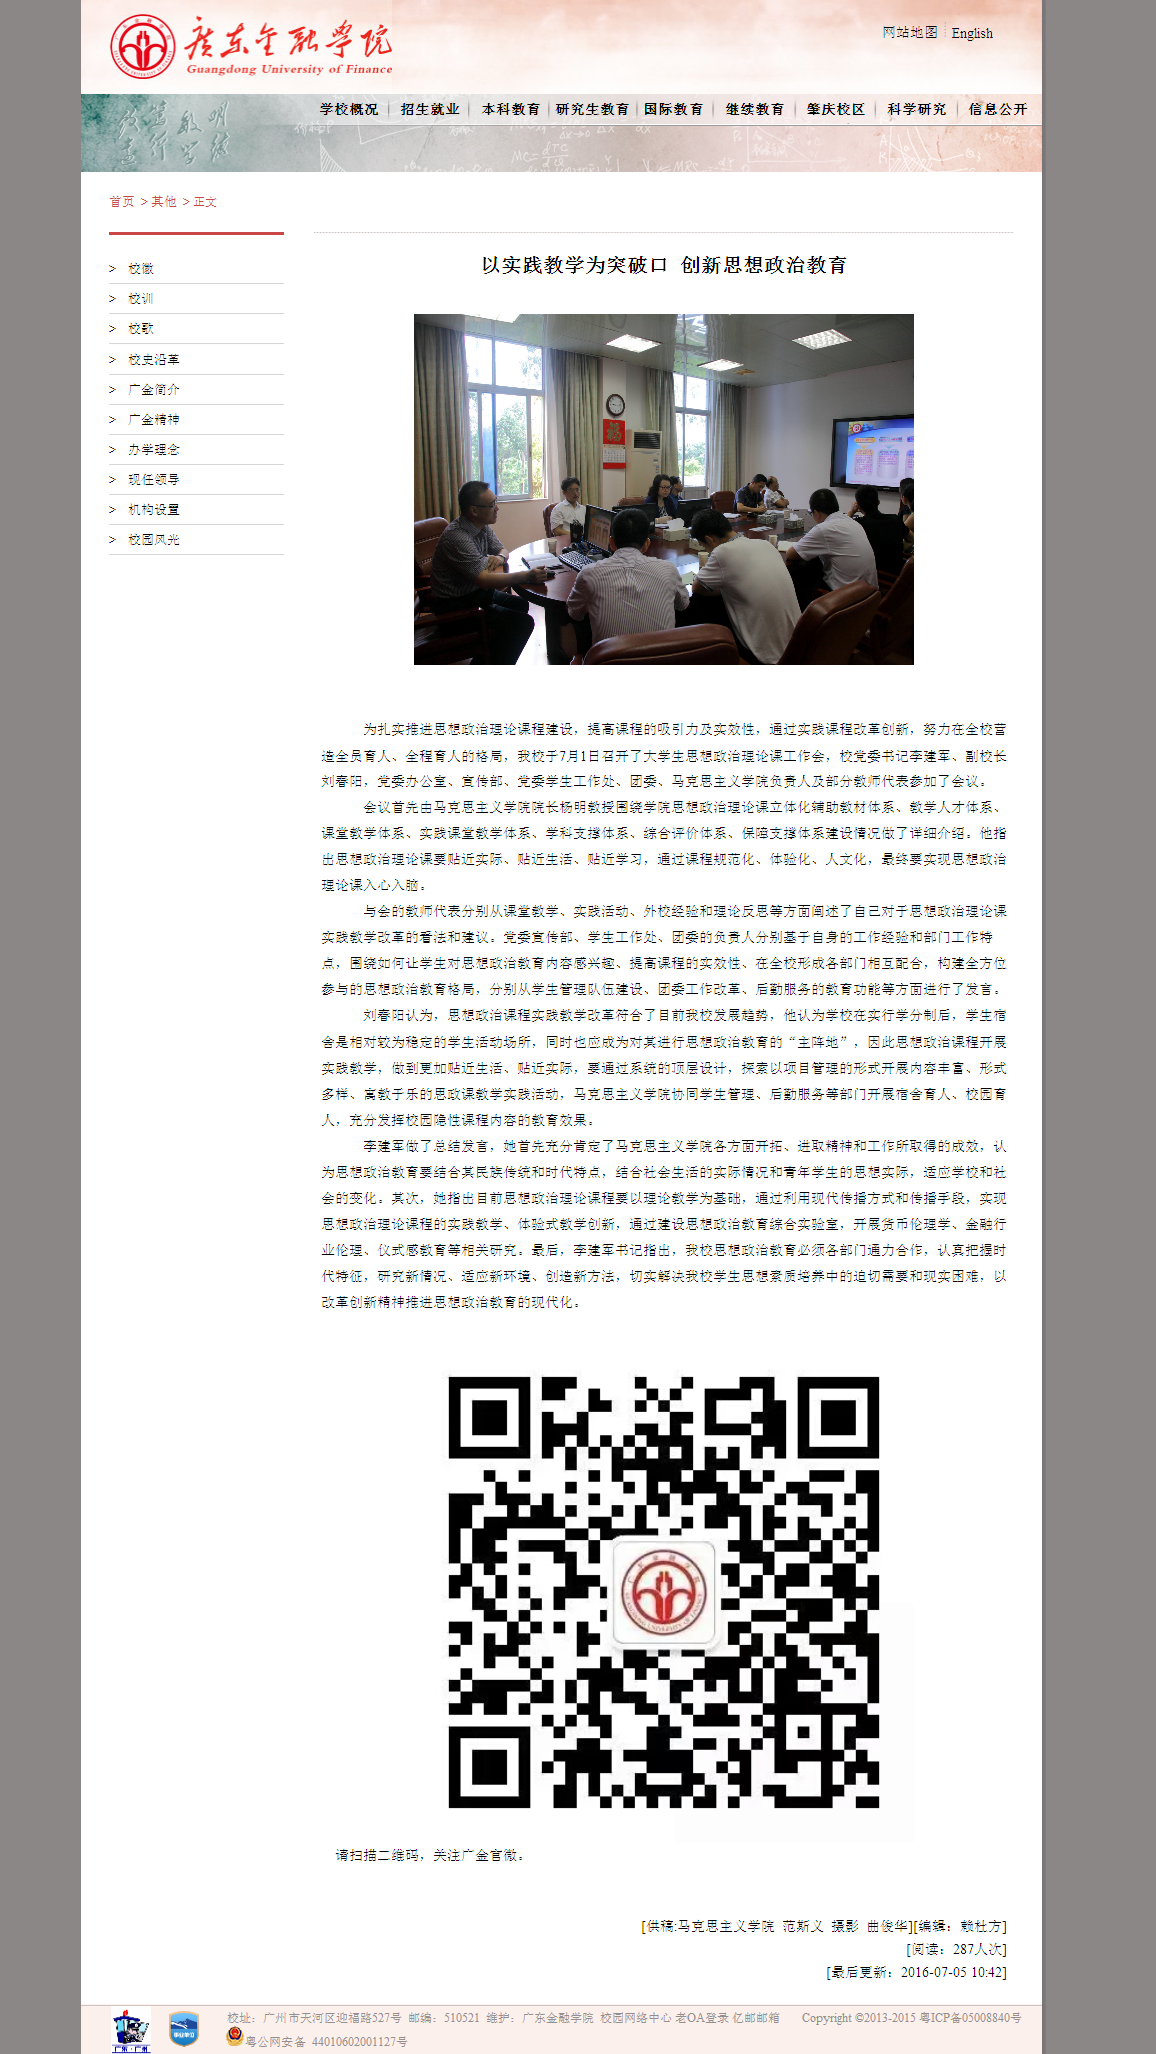 广东金融学院
Guangdong University of Finance
网站地图 English
学校概况 招生就业 本科教育 研究生教育 国际教育 继续教育 肇庆校区 科学研究 信息公开
首页 > 其他 > 正文
> 校徽
> 校训
> 校歌
> 校史沿革
> 广金简介
> 广金精神
> 办学理念
> 现任领导
> 机构设置
> 校园风光
以实践教学为突破口 创新思想政治教育
福
为扎实推进思想政治理论课程建设，提高课程的吸引力及实效性，通过实践课程改革创新，努力在全校营
造全员育人、全程育人的格局，我校于7月1日召开了大学生思想政治理论课工作会，校党委书记李建军、副校长
刘春阳，党委办公室、宣传部、党委学生工作处、团委、马克思主义学院负责人及部分教师代表参加了会议。
会议首先由马克思主义学院院长杨明教授围绕学院思想政治理论课立体化辅助教材体系、教学人才体系、
课堂教学体系、实践课堂教学体系、学科支撑体系、综合评价体系、保障支撑体系建设情况做了详细介绍。他指
出思想政治理论课要贴近实际、贴近生活、贴近学习，通过课程规范化、体验化、人文化，最终要实现思想政治
理论课入心入脑。
与会的教师代表分别从课堂教学、实践活动、外校经验和理论反思等方面阐述了自己对于思想政治理论课
实践教学改革的看法和建议。党委宣传部、学生工作处、团委的负责人分别基于自身的工作经验和部门工作特
点，围绕如何让学生对思想政治教育内容感兴趣、提高课程的实效性、在全校形成各部门相互配合，构建全方位
参与的思想政治教育格局，分别从学生管理队伍建设、团委工作改革、后勤服务的教育功能等方面进行了发言。
刘春阳认为，思想政治课程实践教学改革符合了目前我校发展趋势，他认为学校在实行学分制后，学生宿
舍是相对较为稳定的学生活动场所，同时也应成为对其进行思想政治教育的“主阵地”，因此思想政治课程开展
实践教学，做到更加贴近生活、贴近实际，要通过系统的顶层设计，探索以项目管理的形式开展内容丰富、形式
多样、寓教于乐的思政课教学实践活动，马克思主义学院协同学生管理、后勤服务等部门开展宿舍育人、校园育
人，充分发挥校园隐性课程内容的教育效果。
李建军做了总结发言，她首先充分肯定了马克思主义学院各方面开拓、进取精神和工作所取得的成效，认
为思想政治教育要结合其民族传统和时代特点，结合社会生活的实际情况和青年学生的思想实际，适应学校和社
会的变化。其次，她指出目前思想政治理论课程要以理论教学为基础，通过利用现代传播方式和传播手段，实现
思想政治理论课程的实践教学、体验式教学创新，通过建设思想政治教育综合实验室，开展货币伦理学、金融行
业伦理、仪式感教育等相关研究。最后，李建军书记指出，我校思想政治教育必须各部门通力合作，认真把握时
代特征，研究新情况、适应新环境、创造新方法，切实解决我校学生思想素质培养中的迫切需要和现实困难，以
改革创新精神推进思想政治教育的现代化。
请扫描二维码，关注广金官微。
[供稿:马克思主义学院 范斯义 摄影 曲俊华][编辑：赖杜方]
[阅读：287人次]
[最后更新：2016-07-05 10:42]
校址：广州市天河区迎福路527号 邮编：510521 维护：广东金融学院 校园网络中心 老OA登录 亿邮邮箱 Copyright ©2013-2015 粤ICP备05008840号
粤公网安备 44010602001127号